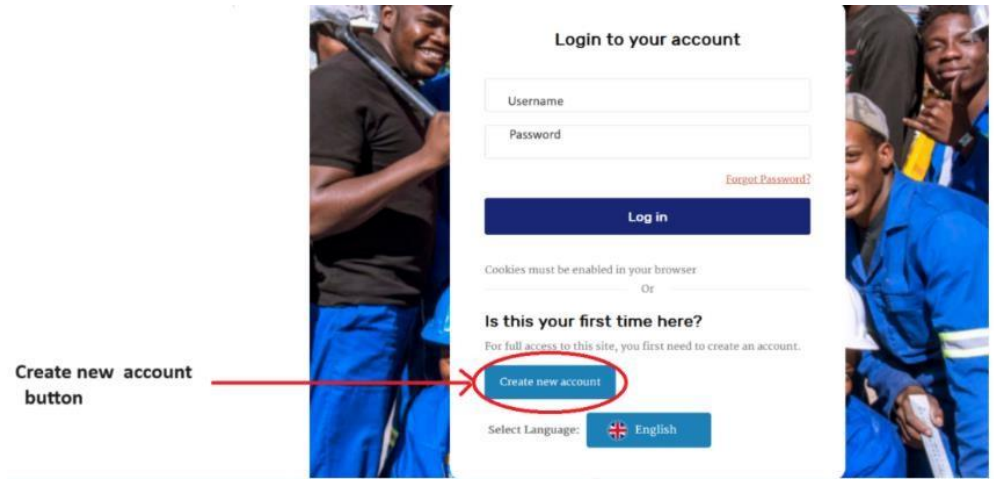 Login to your account
Username
Password
Forgot Password?
Log in
Cookies must be enabled in your browser
Or
Is this your first time here?
For full access to this site, you first need to create an account.
Create new account
button
Create new account
Select Language: English